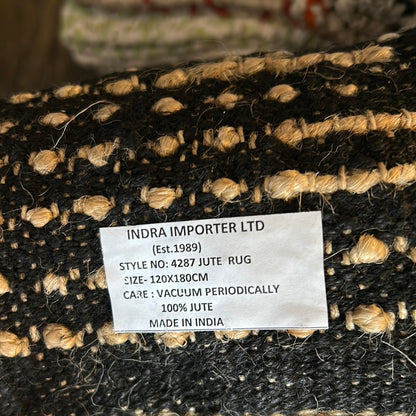 INDRA IMPORTER LTD
(Est.1989)
STYLE NO: 4287 JUTE RUG
SIZE- 120X180CM
CARE : VACUUM PERIODICALLY
100% JUTE
MADE IN INDIA